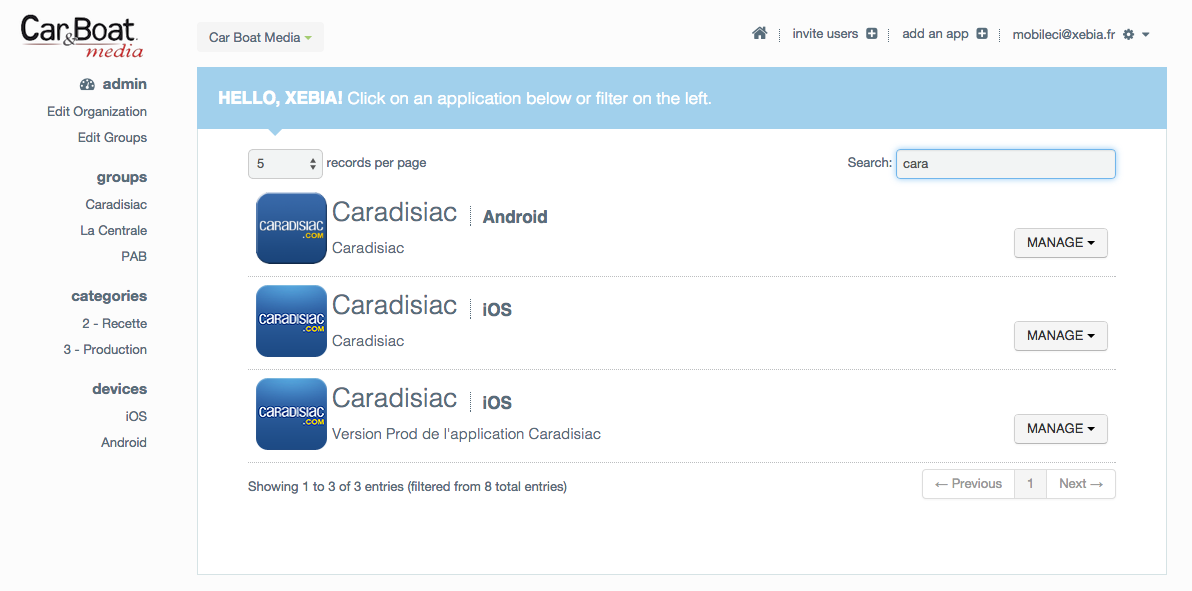 Car&Boat
media
Car Boat Media
invite users
add an app
mobileci@xebia.fr
admin
Edit Organization
Edit Groups
groups
Caradisiac
La Centrale
PAB
categories
2 - Recette
3 - Production
devices
iOS
Android
HELLO, XEBIA! Click on an application below or filter on the left.
5 records per page
Search: cara
CARADISIAC
.COM
Caradisiac Android
Caradisiac
MANAGE
CARADISIAC
.COM
Caradisiac iOS
Caradisiac
MANAGE
CARADISIAC
.COM
Caradisiac iOS
Version Prod de l'application Caradisiac
MANAGE
Showing 1 to 3 of 3 entries (filtered from 8 total entries)
← Previous 1 Next →